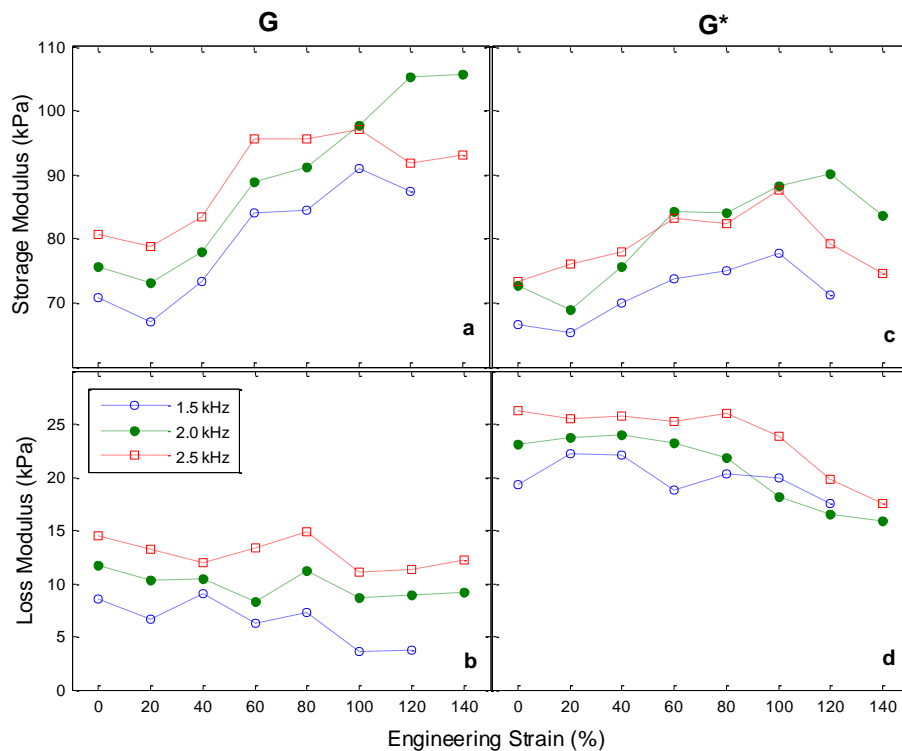 G
G*
110
100
90
80
70
Storage Modulus (kPa)
a
c
1.5 kHz
2.0 kHz
2.5 kHz
25
20
15
10
5
0
Loss Modulus (kPa)
b
d
0 20 40 60 80 100 120 140
0 20 40 60 80 100 120 140
Engineering Strain (%)